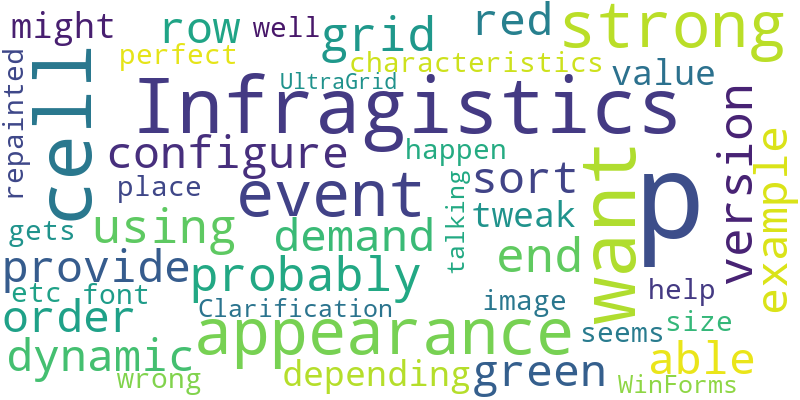 might row well grid red strong
perfect characteristics
repainted cell UltraGrid value
Infragistics
configure happen sort want p version example
place event
gets using talking tweak
demand end
provide probably
etc font Clarification image help
order appearance seems size
dynamic depending green able
wrong WinForms